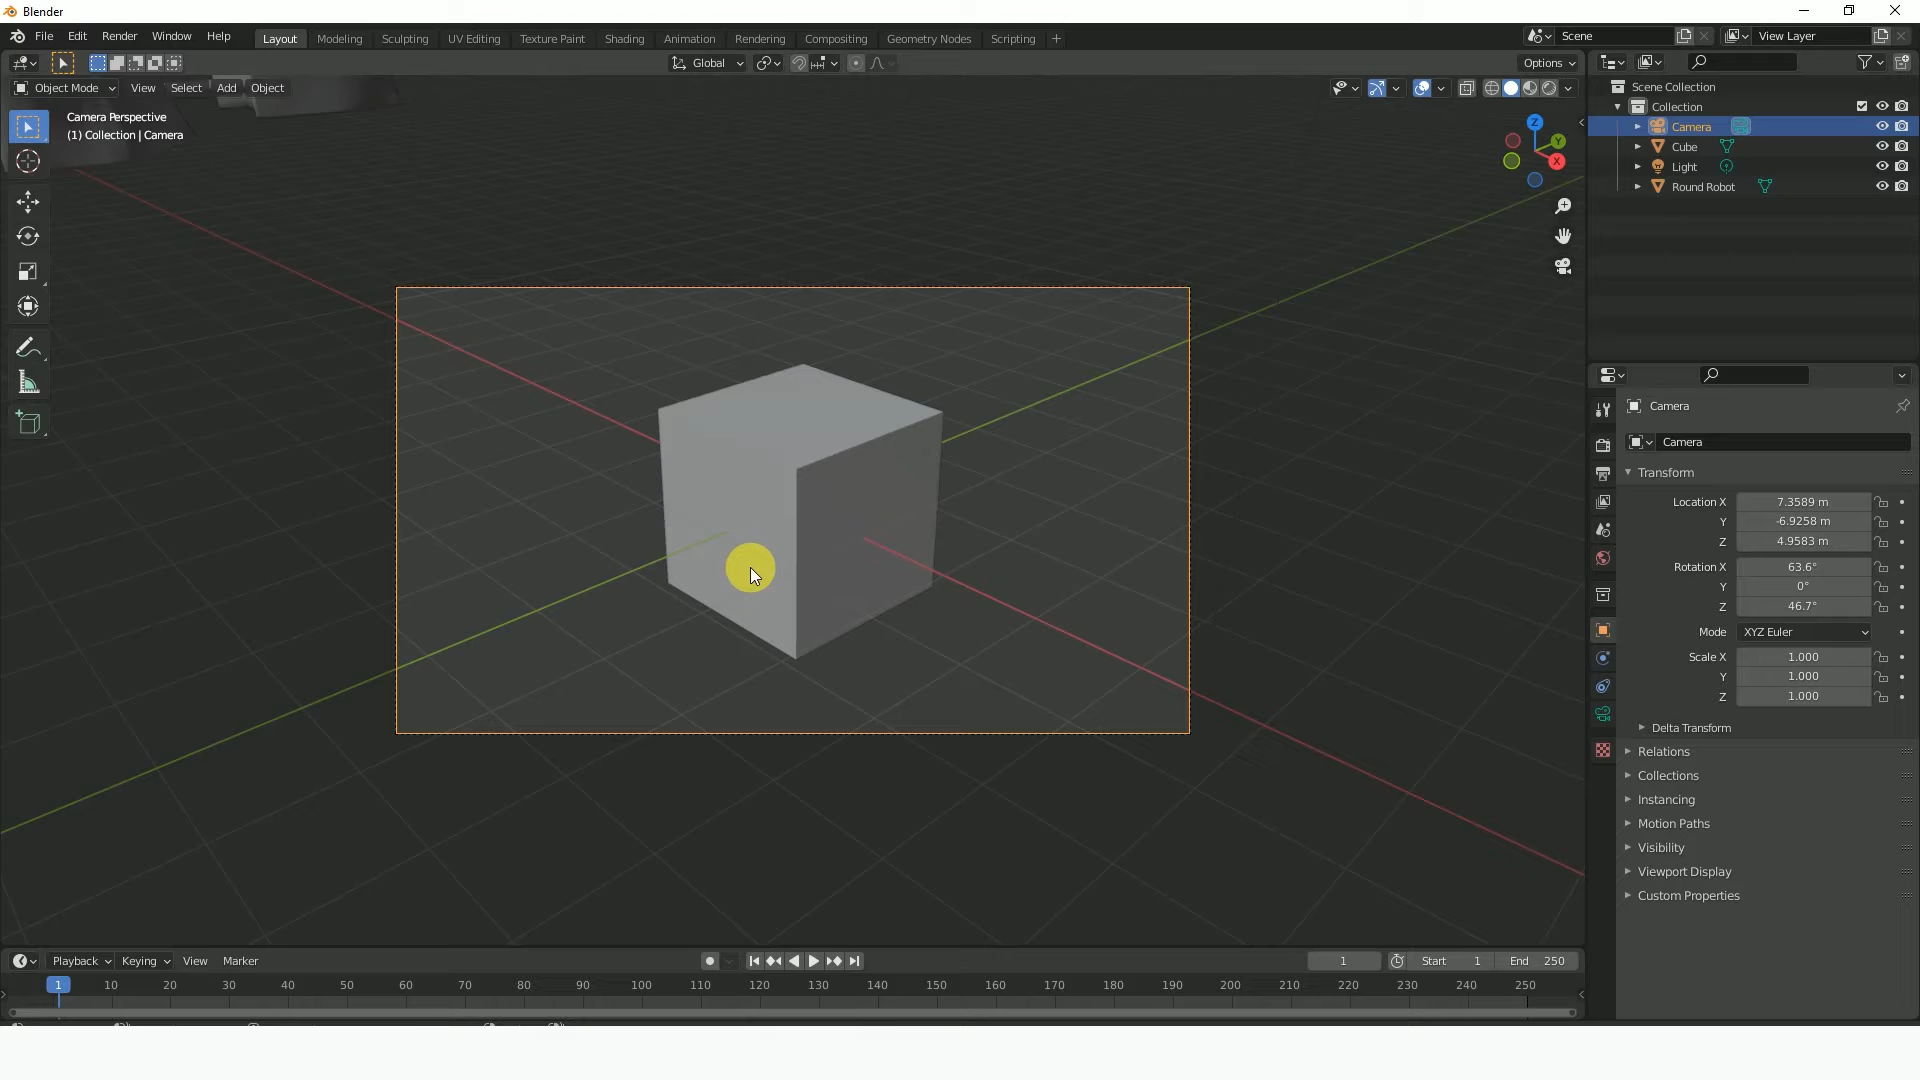 Blender
File Edit Render Window Help
Layout Modeling Sculpting UV Editing Texture Paint Shading Animation Rendering Compositing Geometry Nodes Scripting +
Scene
View Layer
Global
Options
Object Mode View Select Add Object
Camera Perspective
(1) Collection | Camera
Z
Y
X
Scene Collection
Collection
Camera
Cube
Light
Round Robot
Camera
Camera
Transform
Location X 7.3589 m
Y -6.9258 m
Z 4.9583 m
Rotation X 63.6°
Y 0°
Z 46.7°
Mode XYZ Euler
Scale X 1.000
Y 1.000
Z 1.000
Delta Transform
Relations
Collections
Instancing
Motion Paths
Visibility
Viewport Display
Custom Properties
Playback Keying View Marker
1 Start 1 End 250
1 10 20 30 40 50 60 70 80 90 100 110 120 130 140 150 160 170 180 190 200 210 220 230 240 250